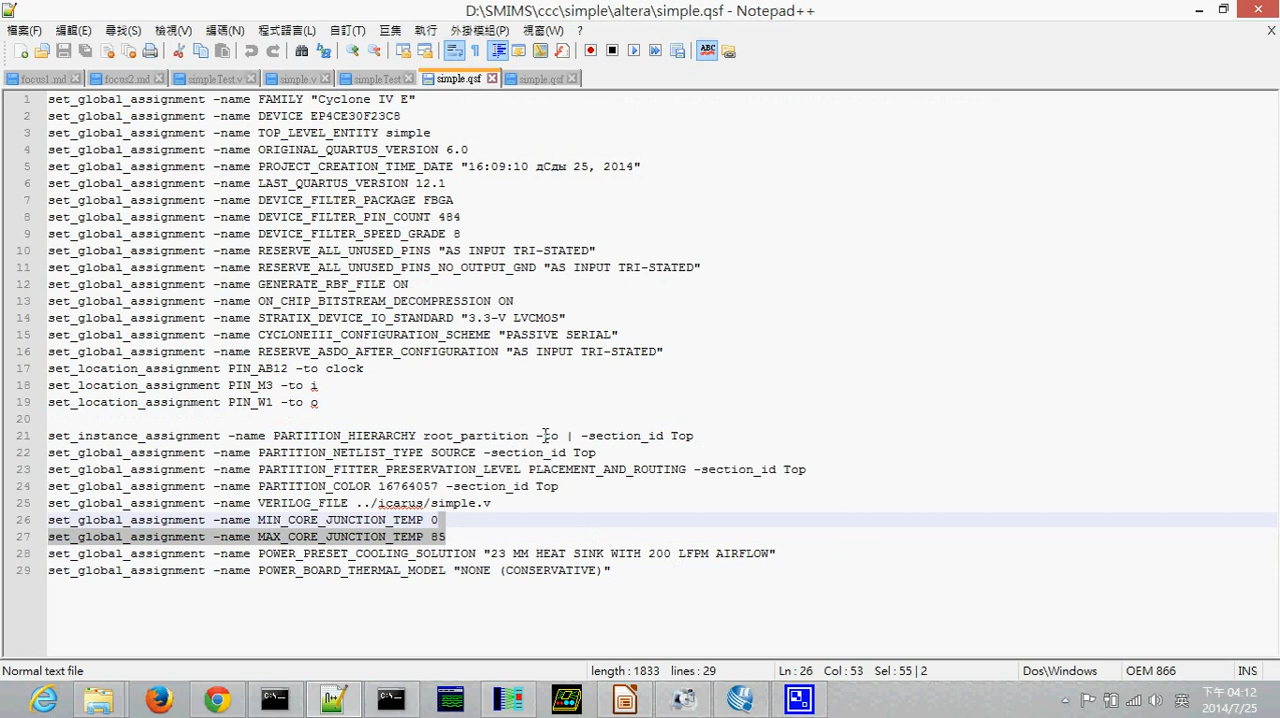 D:\SMIMS\ccc\simple\altera\simple.qsf - Notepad++
檔案(F) 編輯(E) 尋找(S) 檢視(V) 編碼(N) 程式語言(L) 自訂(T) 巨集 執行 外掛模組(P) 視窗(W) ? X
focus1.md focus2.md simpleTest.v simple.v simpleTest simple.qsf simple.qsf
1 set_global_assignment -name FAMILY "Cyclone IV E"
2 set_global_assignment -name DEVICE EP4CE30F23C8
3 set_global_assignment -name TOP_LEVEL_ENTITY simple
4 set_global_assignment -name ORIGINAL_QUARTUS_VERSION 6.0
5 set_global_assignment -name PROJECT_CREATION_TIME_DATE "16:09:10 дCды 25, 2014"
6 set_global_assignment -name LAST_QUARTUS_VERSION 12.1
7 set_global_assignment -name DEVICE_FILTER_PACKAGE FBGA
8 set_global_assignment -name DEVICE_FILTER_PIN_COUNT 484
9 set_global_assignment -name DEVICE_FILTER_SPEED_GRADE 8
10 set_global_assignment -name RESERVE_ALL_UNUSED_PINS "AS INPUT TRI-STATED"
11 set_global_assignment -name RESERVE_ALL_UNUSED_PINS_NO_OUTPUT_GND "AS INPUT TRI-STATED"
12 set_global_assignment -name GENERATE_RBF_FILE ON
13 set_global_assignment -name ON_CHIP_BITSTREAM_DECOMPRESSION ON
14 set_global_assignment -name STRATIX_DEVICE_IO_STANDARD "3.3-V LVCMOS"
15 set_global_assignment -name CYCLONEIII_CONFIGURATION_SCHEME "PASSIVE SERIAL"
16 set_global_assignment -name RESERVE_ASDO_AFTER_CONFIGURATION "AS INPUT TRI-STATED"
17 set_location_assignment PIN_AB12 -to clock
18 set_location_assignment PIN_M3 -to i
19 set_location_assignment PIN_W1 -to o
20
21 set_instance_assignment -name PARTITION_HIERARCHY root_partition -to | -section_id Top
22 set_global_assignment -name PARTITION_NETLIST_TYPE SOURCE -section_id Top
23 set_global_assignment -name PARTITION_FITTER_PRESERVATION_LEVEL PLACEMENT_AND_ROUTING -section_id Top
24 set_global_assignment -name PARTITION_COLOR 16764057 -section_id Top
25 set_global_assignment -name VERILOG_FILE ../icarus/simple.v
26 set_global_assignment -name MIN_CORE_JUNCTION_TEMP 0
27 set_global_assignment -name MAX_CORE_JUNCTION_TEMP 85
28 set_global_assignment -name POWER_PRESET_COOLING_SOLUTION "23 MM HEAT SINK WITH 200 LFPM AIRFLOW"
29 set_global_assignment -name POWER_BOARD_THERMAL_MODEL "NONE (CONSERVATIVE)"
Normal text file length : 1833 lines : 29 Ln : 26 Col : 53 Sel : 55 | 2 Dos\Windows OEM 866 INS
英 下午 04:12
2014/7/25